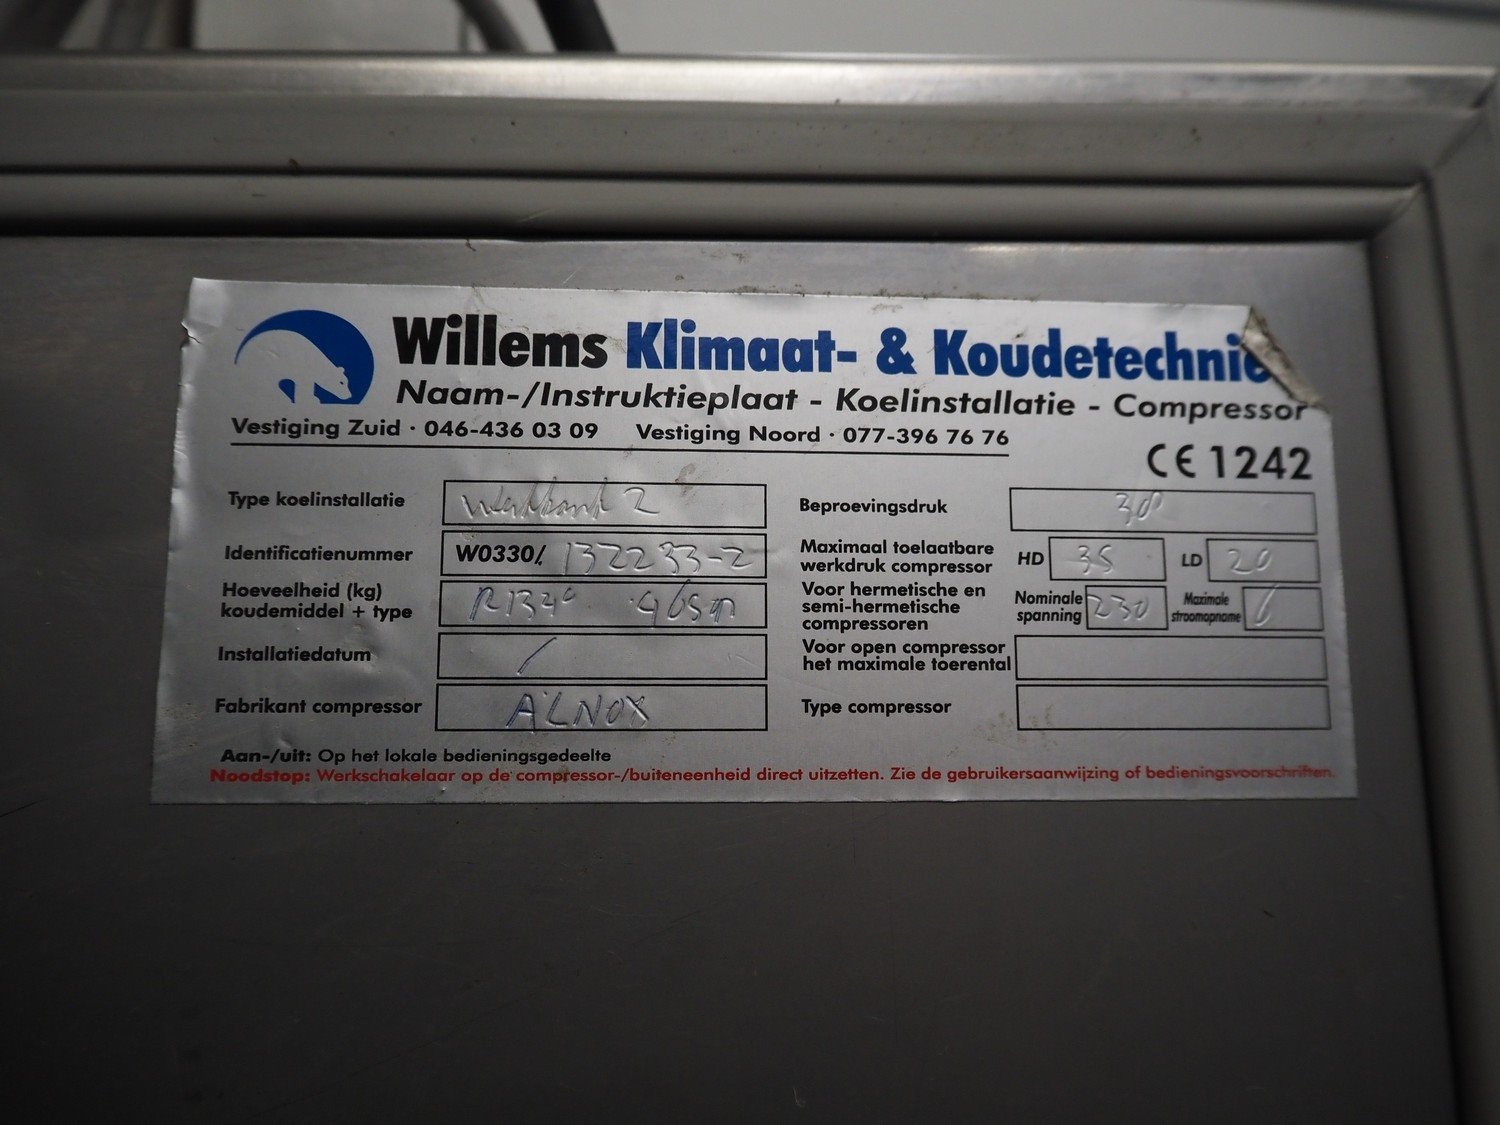 Willems Klimaat- & Koudetechnie
Naam-/Instruktieplaat - Koelinstallatie - Compressor
Vestiging Zuid · 046-436 03 09 Vestiging Noord · 077-396 76 76
CE 1242
Type koelinstallatie 2
Identificatienummer W0330/. 132233-2
Hoeveelheid (kg)
koudemiddel + type R134a
Installatiedatum /
Fabrikant compressor ALNOX
Beproevingsdruk 38
Maximaal toelaatbare
werkdruk compressor HD 35 LD 20
Voor hermetische en
semi-hermetische
compressoren Nominale
spanning 230 Maximale
stroomopname 6
Voor open compressor
het maximale toerental
Type compressor
Aan-/uit: Op het lokale bedieningsgedeelte
Noodstop: Werkschakelaar op de compressor-/buiteneenheid direct uitzetten. Zie de gebruikersaanwijzing of bedieningsvoorschriften.